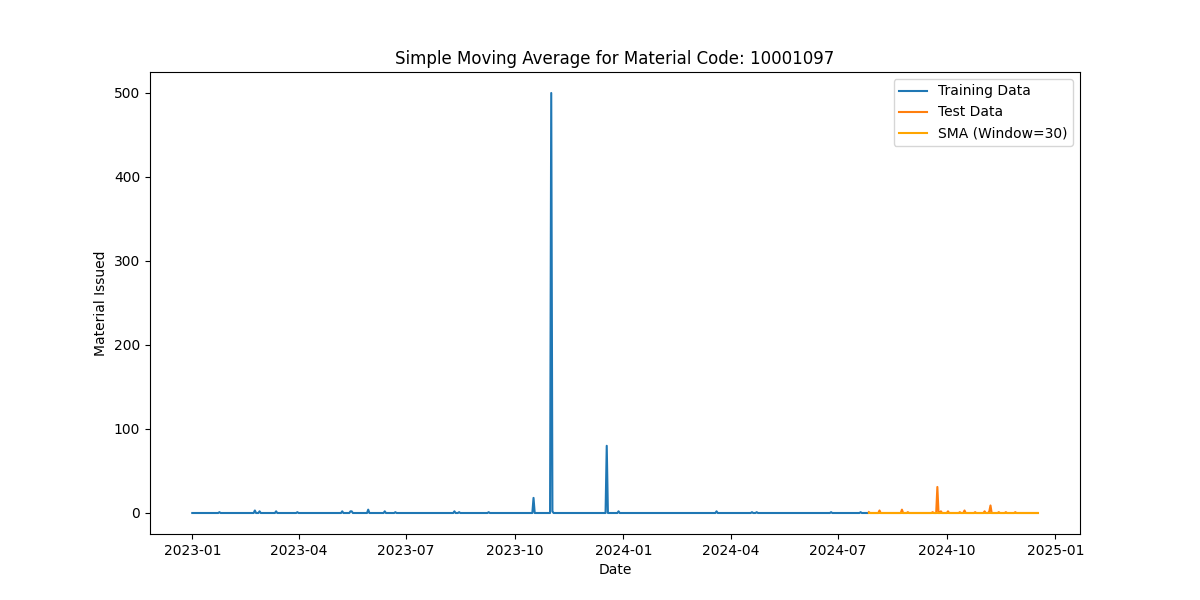 Simple Moving Average for Material Code: 10001097
Training Data
Test Data
SMA (Window=30)
Material Issued
500
400
300
200
100
0
2023-01 2023-04 2023-07 2023-10 2024-01 2024-04 2024-07 2024-10 2025-01
Date